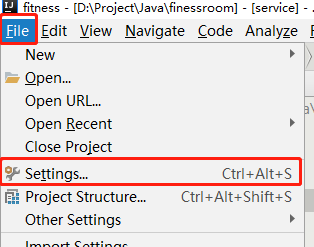 fitness - [D:\Project\Java\finessroom] - [service] - .
File Edit View Navigate Code Analyze
New
Open...
Open URL...
Open Recent
Close Project
Settings... Ctrl+Alt+S
Project Structure... Ctrl+Alt+Shift+S
Other Settings
Import Settings